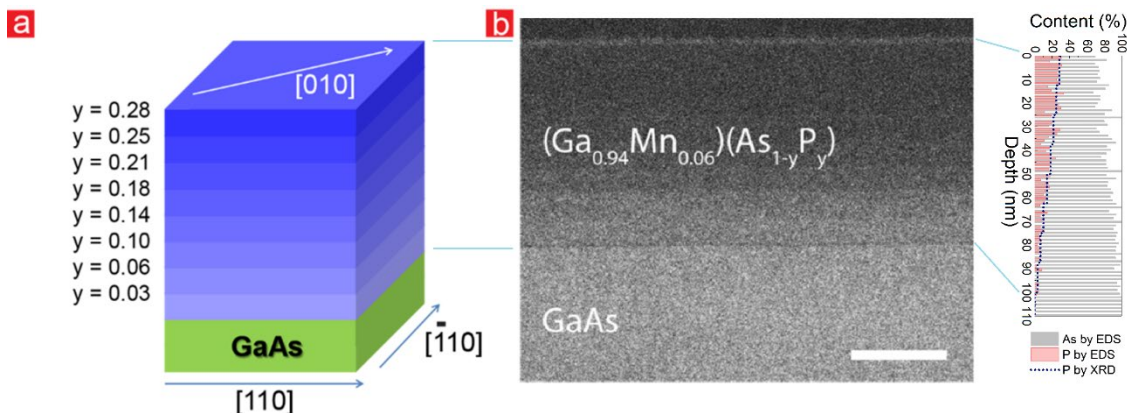 a
[010]
y = 0.28
y = 0.25
y = 0.21
y = 0.18
y = 0.14
y = 0.10
y = 0.06
y = 0.03
GaAs
[110]
[1̄10]
b
(Ga₀.₉₄Mn₀.₀₆)(As₁₋yPy)
GaAs
Content (%)
0 20 40 60 80 100
Depth (nm)
0
10
20
30
40
50
60
70
80
90
100
110
As by EDS
P by EDS
P by XRD